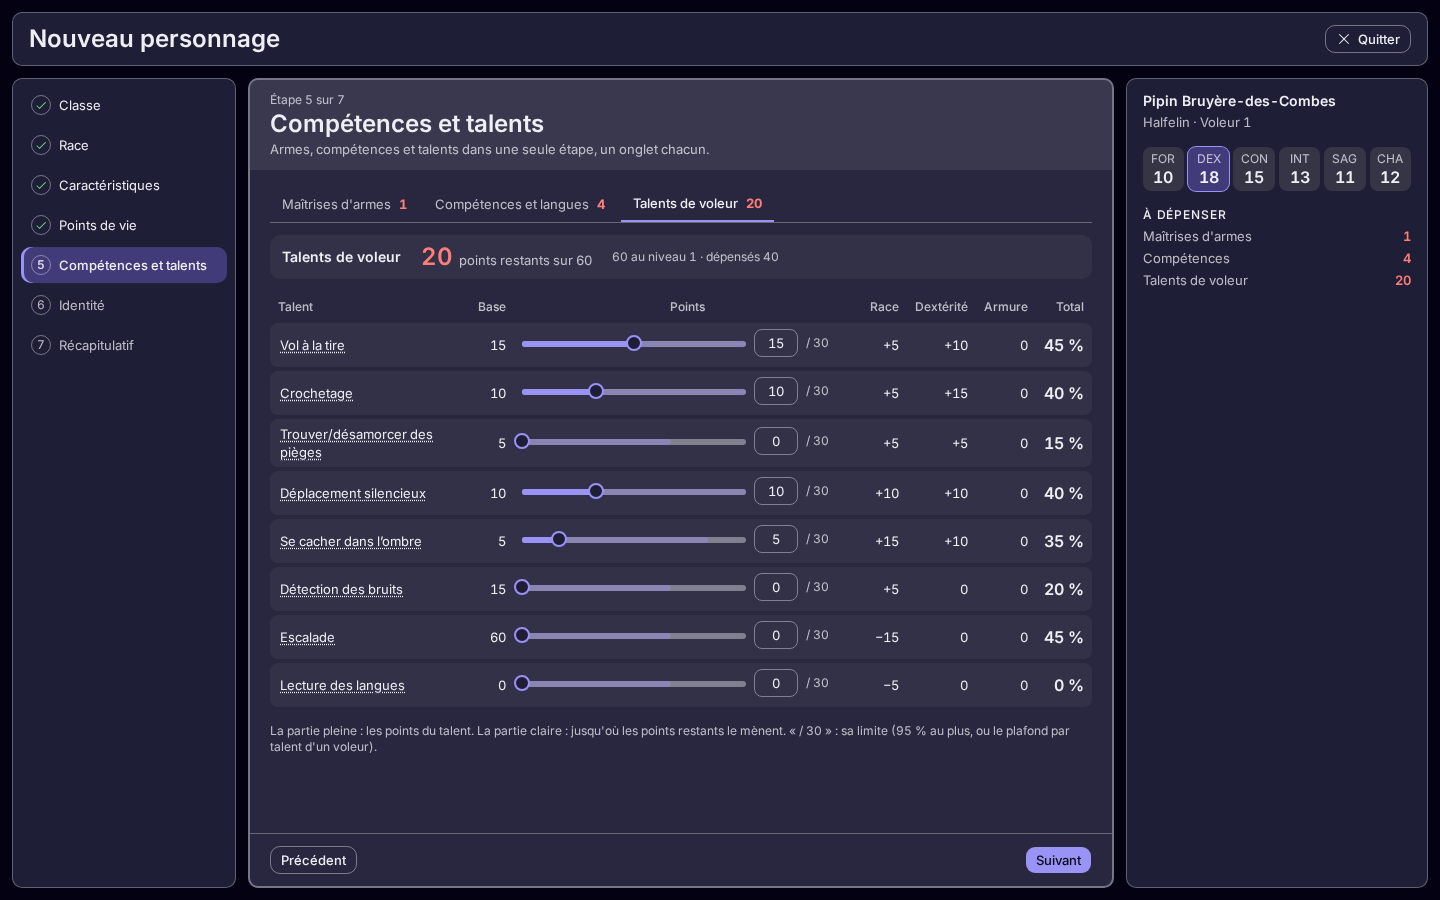 Nouveau personnage
Quitter
Classe
Race
Caractéristiques
Points de vie
5 Compétences et talents
6 Identité
7 Récapitulatif
Étape 5 sur 7
Compétences et talents
Armes, compétences et talents dans une seule étape, un onglet chacun.
Maîtrises d'armes 1 Compétences et langues 4 Talents de voleur 20
Talents de voleur 20 points restants sur 60 60 au niveau 1 · dépensés 40
Talent Base Points Race Dextérité Armure Total
Vol à la tire 15 15 / 30 +5 +10 0 45 %
Crochetage 10 10 / 30 +5 +15 0 40 %
Trouver/désamorcer des
pièges 5 0 / 30 +5 +5 0 15 %
Déplacement silencieux 10 10 / 30 +10 +10 0 40 %
Se cacher dans l’ombre 5 5 / 30 +15 +10 0 35 %
Détection des bruits 15 0 / 30 +5 0 0 20 %
Escalade 60 0 / 30 −15 0 0 45 %
Lecture des langues 0 0 / 30 −5 0 0 0 %
La partie pleine : les points du talent. La partie claire : jusqu'où les points restants le mènent. « / 30 » : sa limite (95 % au plus, ou le plafond par
talent d'un voleur).
Précédent
Suivant
Pipin Bruyère-des-Combes
Halfelin · Voleur 1
FOR DEX CON INT SAG CHA
10 18 15 13 11 12
À DÉPENSER
Maîtrises d'armes 1
Compétences 4
Talents de voleur 20